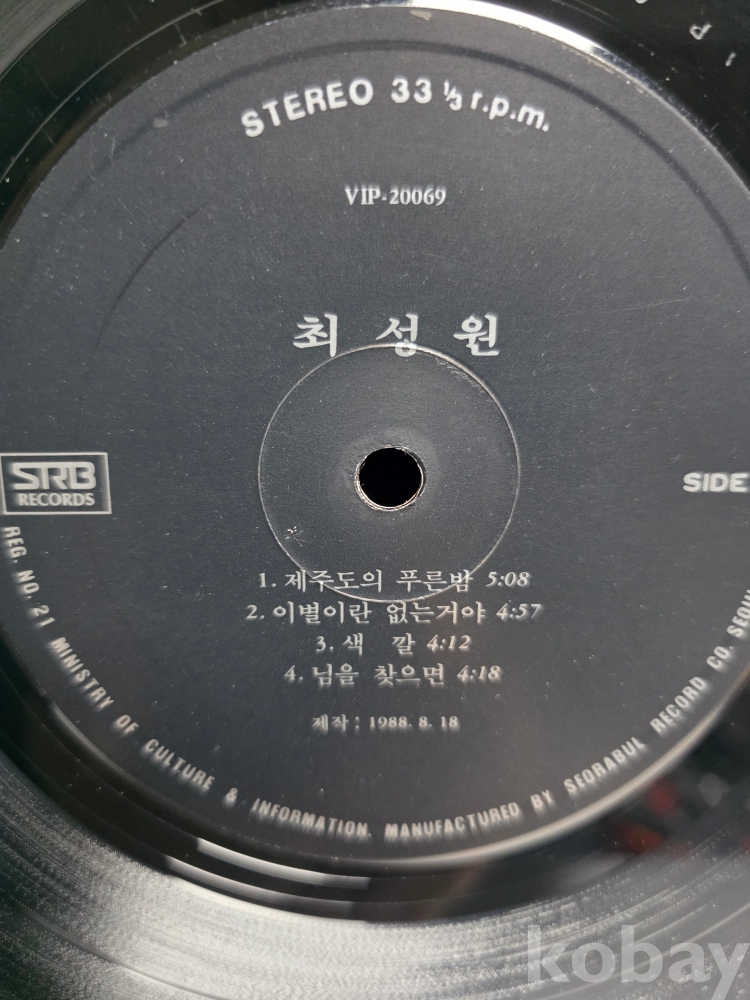 STEREO 33 1/3 r.p.m.
VIP-20069
최 성 원
SRB
RECORDS
SIDE
1. 제주도의 푸른밤 5:08
2. 이별이란 없는거야 4:57
3. 색 깔 4:12
4. 님을 찾으면 4:18
제작 : 1988. 8. 18
REG. NO. 21 MINISTRY OF CULTURE & INFORMATION. MANUFACTURED BY SEORABUL RECORD CO. SEOUL
kobay